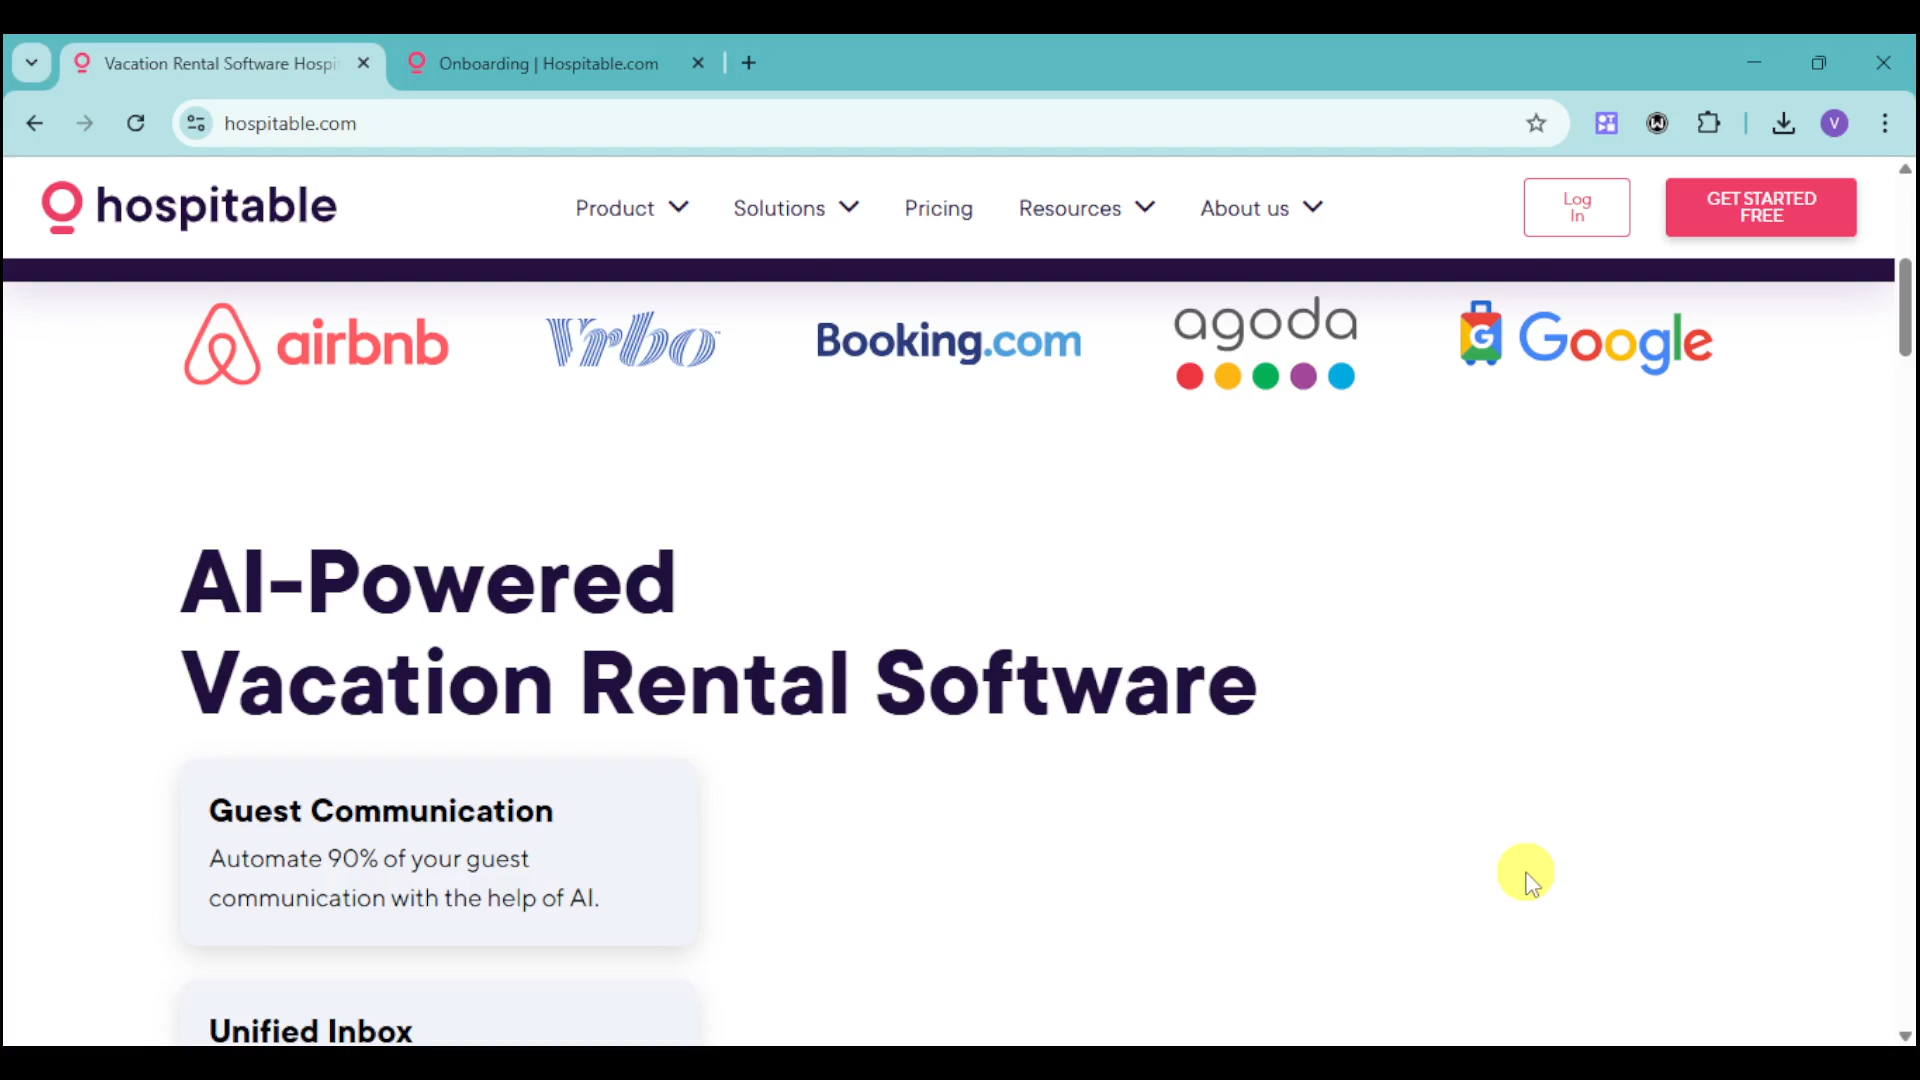 Vacation Rental Software Hospi
Onboarding | Hospitable.com
hospitable.com
V
hospitable
Product
Solutions
Pricing
Resources
About us
Log
In
GET STARTED
FREE
airbnb
Vrbo
Booking.com
agoda
G Google
AI-Powered
Vacation Rental Software
Guest Communication
Automate 90% of your guest
communication with the help of AI.
Unified Inbox